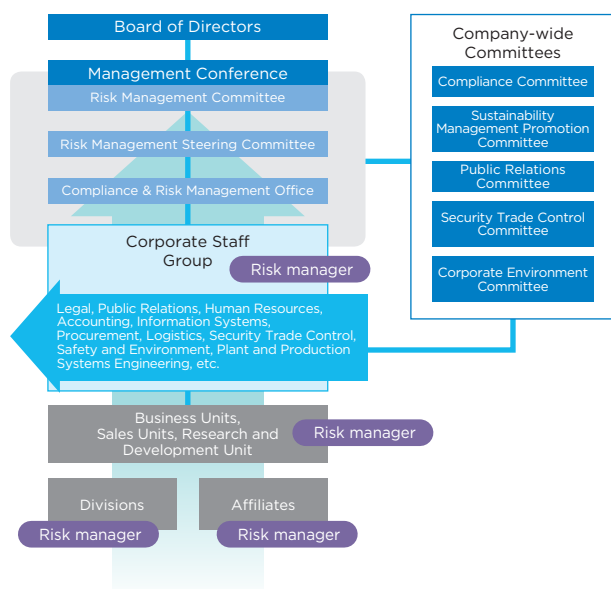 Board of Directors
Management Conference
Risk Management Committee
Risk Management Steering Committee
Compliance & Risk Management Office
Corporate Staff
Group
Risk manager
Legal, Public Relations, Human Resources,
Accounting, Information Systems,
Procurement, Logistics, Security Trade Control,
Safety and Environment, Plant and Production
Systems Engineering, etc.
Business Units,
Sales Units, Research and
Development Unit
Risk manager
Divisions
Risk manager
Affiliates
Risk manager
Company-wide
Committees
Compliance Committee
Sustainability
Management Promotion
Committee
Public Relations
Committee
Security Trade Control
Committee
Corporate Environment
Committee